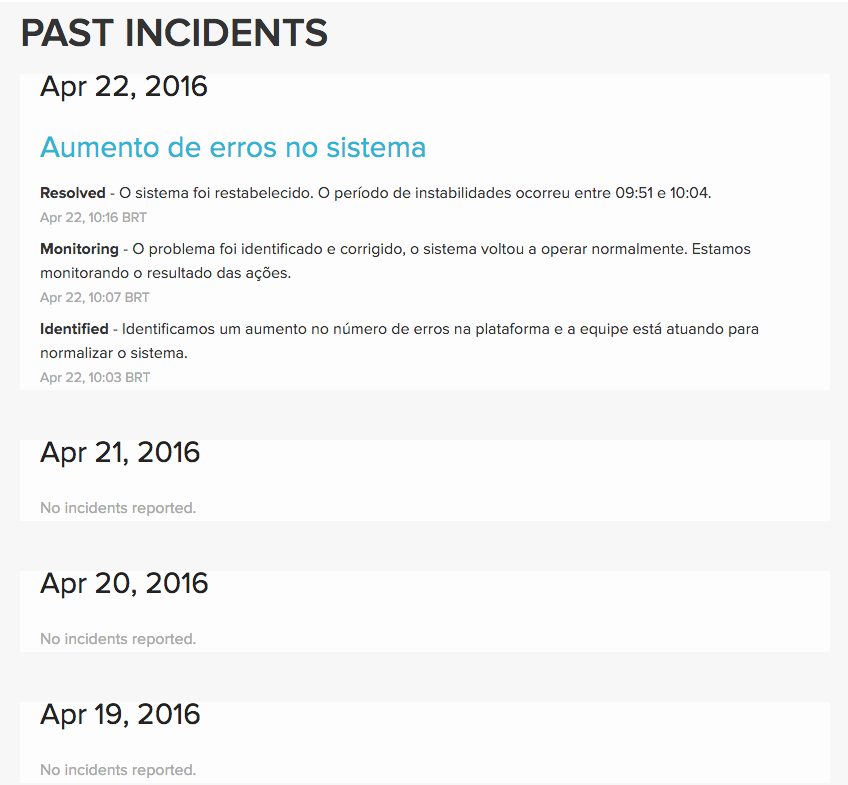 PAST INCIDENTS
Apr 22, 2016
Aumento de erros no sistema
Resolved - O sistema foi restabelecido. O período de instabilidades ocorreu entre 09:51 e 10:04.
Apr 22, 10:16 BRT
Monitoring - O problema foi identificado e corrigido, o sistema voltou a operar normalmente. Estamos
monitorando o resultado das ações.
Apr 22, 10:07 BRT
Identified - Identificamos um aumento no número de erros na plataforma e a equipe está atuando para
normalizar o sistema.
Apr 22, 10:03 BRT
Apr 21, 2016
No incidents reported.
Apr 20, 2016
No incidents reported.
Apr 19, 2016
No incidents reported.